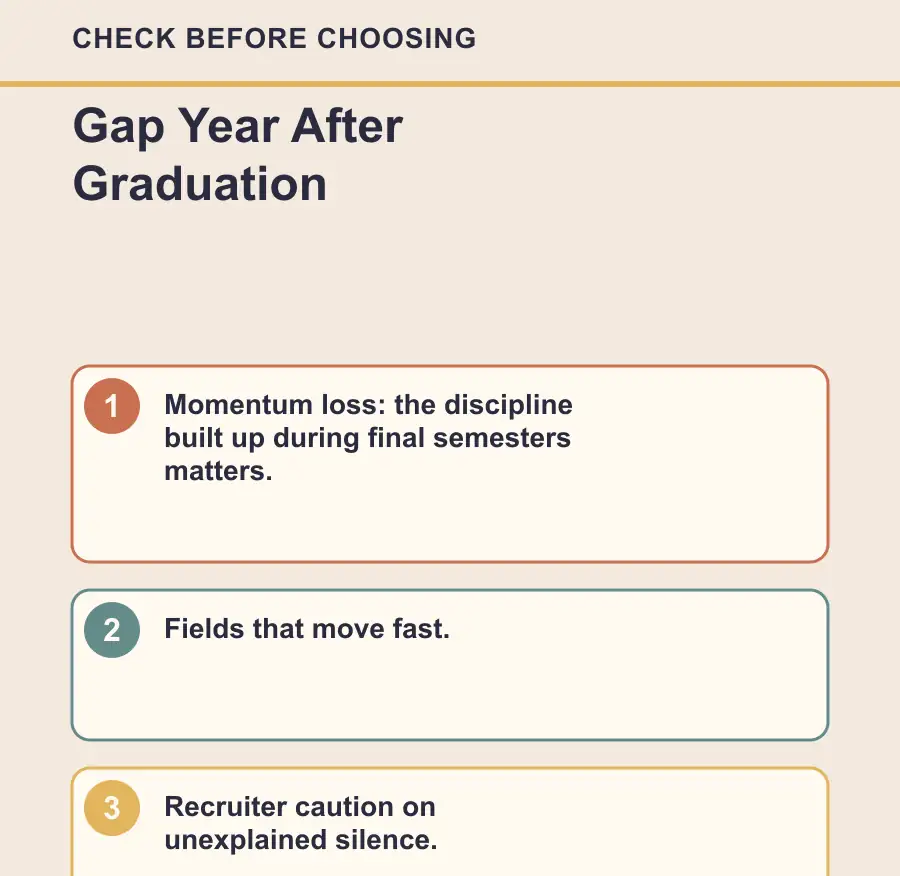 CHECK BEFORE CHOOSING
Gap Year After
Graduation
1
Momentum loss: the discipline
built up during final semesters
matters.
2
Fields that move fast.
3
Recruiter caution on
unexplained silence.